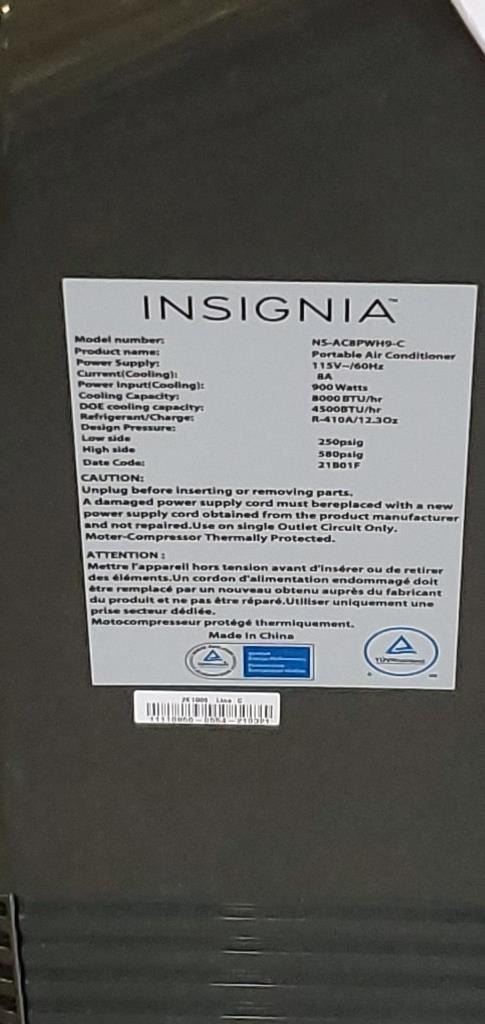 INSIGNIA™
Model number: NS-AC8PWH9-C
Product name: Portable Air Conditioner
Power Supply: 115V~/60Hz
Current(Cooling): 8A
Power Input(Cooling): 900 Watts
Cooling Capacity: 8000 BTU/hr
DOE cooling capacity: 4500BTU/hr
Refrigerant/Charge: R-410A/12.3Oz
Design Pressure:
Low side 250psig
High side 580psig
Date Code: 21B01F
CAUTION:
Unplug before inserting or removing parts.
A damaged power supply cord must bereplaced with a new
power supply cord obtained from the product manufacturer
and not repaired.Use on single Outlet Circuit Only.
Moter-Compressor Thermally Protected.
ATTENTION :
Mettre l'appareil hors tension avant d'insérer ou de retirer
des éléments.Un cordon d'alimentation endommagé doit
être remplacé par un nouveau obtenu auprès du fabricant
du produit et ne pas être réparé.Utiliser uniquement une
prise secteur dédiée.
Motocompresseur protégé thermiquement.
Made in China
TÜVRheinland
Line C